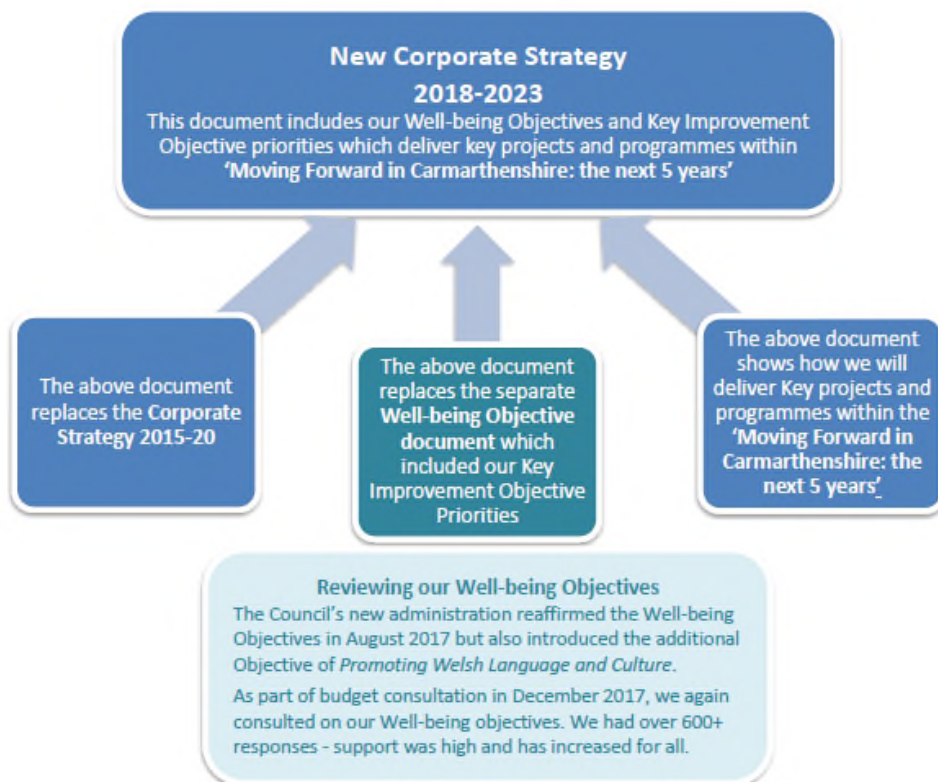 New Corporate Strategy
2018-2023
This document includes our Well-being Objectives and Key Improvement
Objective priorities which deliver key projects and programmes within
‘Moving Forward in Carmarthenshire: the next 5 years’
The above document
replaces the Corporate
Strategy 2015-20
The above document
replaces the separate
Well-being Objective
document which
included our Key
Improvement Objective
Priorities
The above document
shows how we will
deliver Key projects and
programmes within the
‘Moving Forward in
Carmarthenshire: the
next 5 years’
Reviewing our Well-being Objectives
The Council’s new administration reaffirmed the Well-being
Objectives in August 2017 but also introduced the additional
Objective of Promoting Welsh Language and Culture.
As part of budget consultation in December 2017, we again
consulted on our Well-being objectives. We had over 600+
responses - support was high and has increased for all.